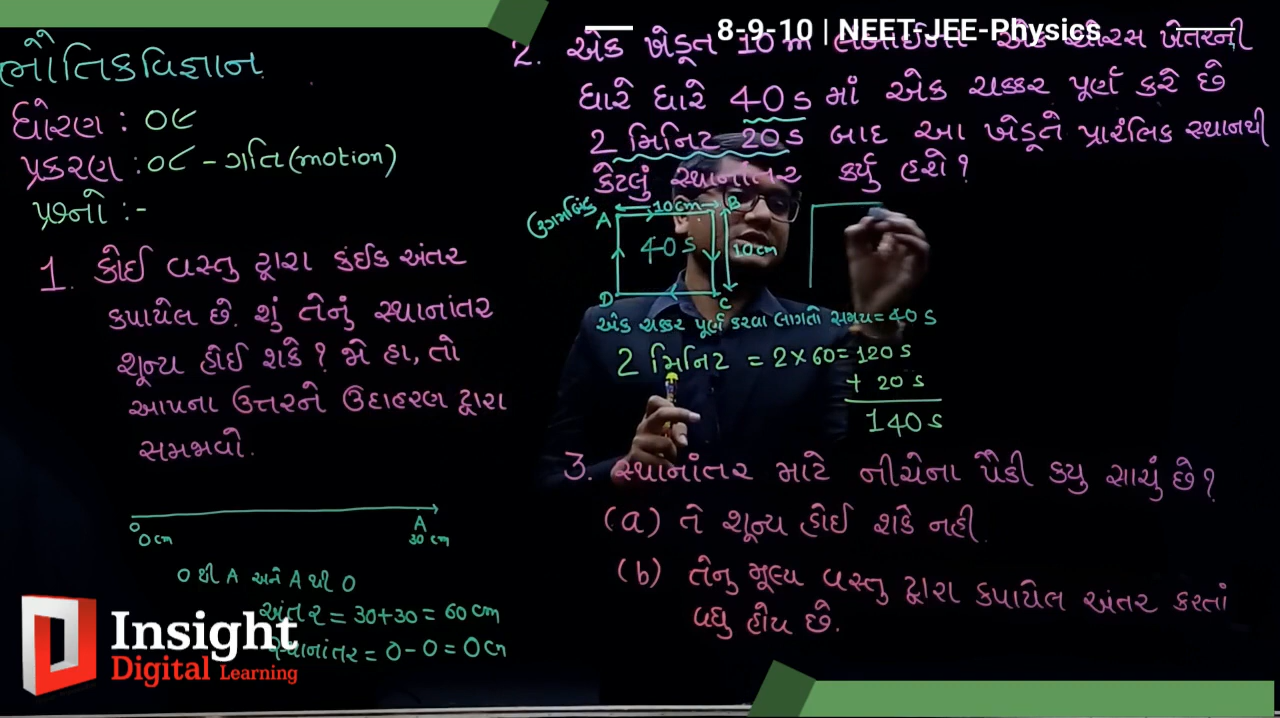 8-9-10 | NEET-JEE-Physics
ભૌતિકવિજ્ઞાન
ધોરણ : ૦૯
પ્રકરણ : ૦૮ - ગતિ (motion)
પ્રશ્નો :-
1. કોઈ વસ્તુ દ્વારા કંઈક અંતર
કપાયેલ છે. શું તેનું સ્થાનાંતર
શૂન્ય હોઈ શકે ? જો હા, તો
આપના ઉત્તરને ઉદાહરણ દ્વારા
સમજાવો.
0 A
0 cm 30 cm
0 થી A અને A થી 0
અંતર = 30+30 = 60 cm
સ્થાનાંતર = 0 - 0 = 0 cm
2. એક ખેડૂત 10 m એક ચોરસ ખેતરની
ધારે ધારે 40 s માં એક ચક્કર પૂર્ણ કરે છે
2 મિનિટ 20 s બાદ આ ખેડૂતે પ્રારંભિક સ્થાનથી
કેટલું સ્થાનાંતર કર્યુ હશે ?
A 10 cm B
40 s 10 cm
D C
એક ચક્કર પૂર્ણ કરવા લાગતો સમય = 40 s
2 મિનિટ = 2 × 60 = 120 s
+ 20 s
140 s
3. સ્થાનાંતર માટે નીચેના પૈકી કયુ સાચું છે ?
(a) તે શૂન્ય હોઈ શકે નહી.
(b) તેનુ મૂલ્ય વસ્તુ દ્વારા કપાયેલ અંતર કરતાં
વધુ હોય છે.
Insight
Digital Learning